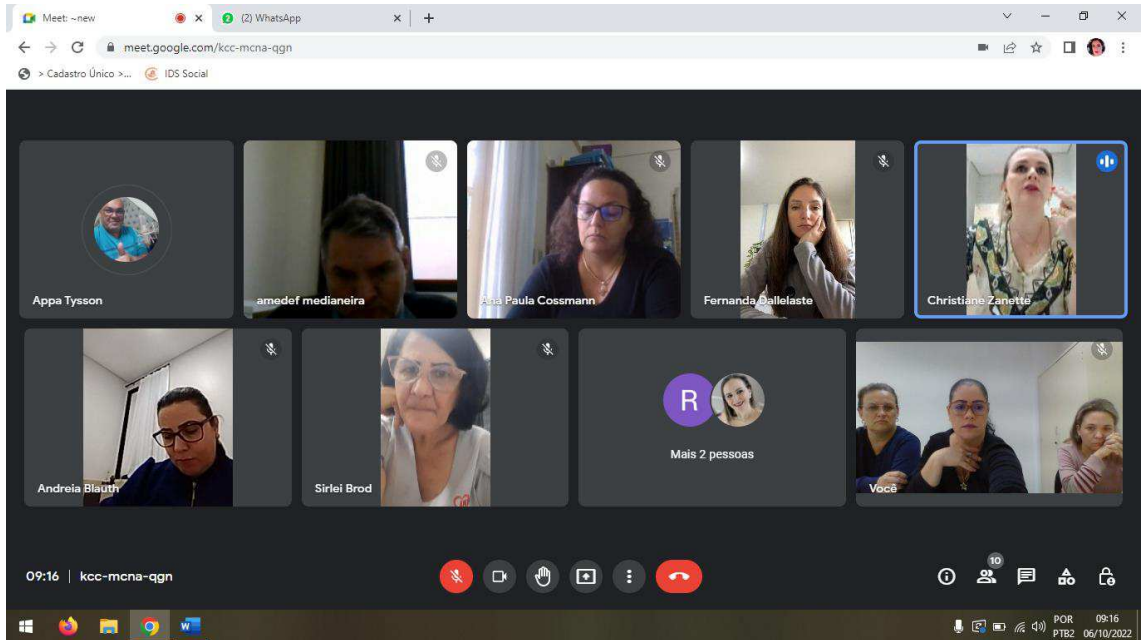 Meet: ~new
2 (2) WhatsApp
meet.google.com/kcc-mcna-qgn
> Cadastro Único >...
IDS Social
Appa Tysson
amedef medianeira
Ana Paula Cossmann
Fernanda Dallelaste
Christiane Zanette
Andreia Blauth
Sirlei Brod
R
Mais 2 pessoas
Você
09:16 | kcc-mcna-qgn
10
POR 09:16
PTB2 06/10/2022